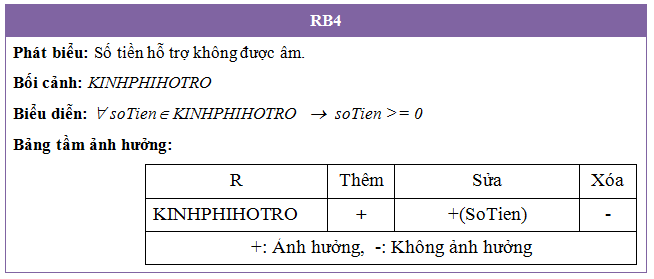 RB4
Phát biểu: Số tiền hỗ trợ không được âm.
Bối cảnh: KINHPHIHOTRO
Biểu diễn: ∀ soTien ∈ KINHPHIHOTRO → soTien >= 0
Bảng tầm ảnh hưởng:
R Thêm Sửa Xóa
KINHPHIHOTRO + +(SoTien) -
+: Ảnh hưởng, -: Không ảnh hưởng